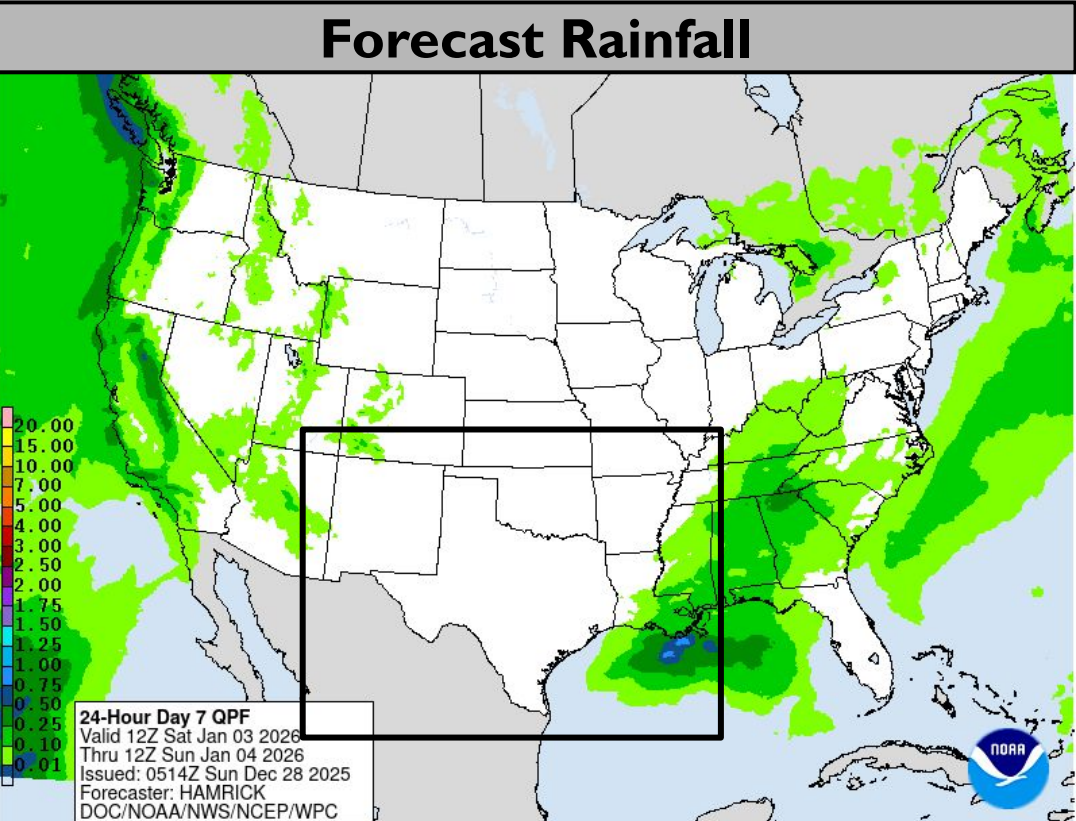 Forecast Rainfall
20.00
15.00
10.00
7.00
5.00
4.00
3.00
2.50
2.00
1.75
1.50
1.25
1.00
0.75
0.50
0.25
0.10
0.01
24-Hour Day 7 QPF
Valid 12Z Sat Jan 03 2026
Thru 12Z Sun Jan 04 2026
Issued: 0514Z Sun Dec 28 2025
Forecaster: HAMRICK
DOC/NOAA/NWS/NCEP/WPC
NOAA